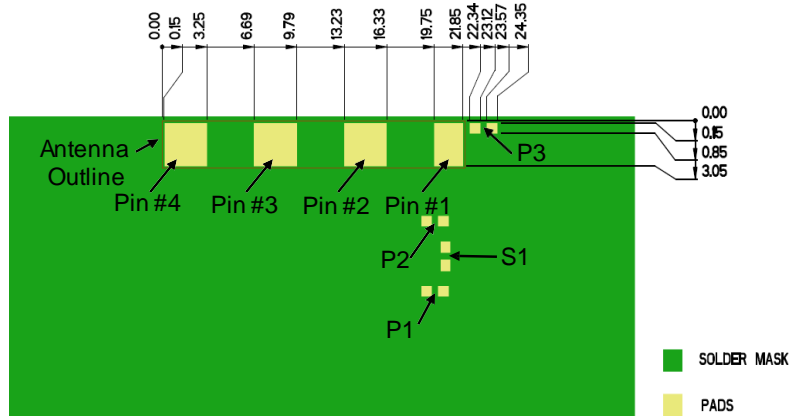 0.00
0.15
3.25
6.69
9.79
13.23
16.33
19.75
21.85
22.34
23.12
23.57
24.35
0.00
0.15
0.85
3.05
Antenna
Outline
P3
Pin #4
Pin #3
Pin #2
Pin #1
P2
S1
P1
SOLDER MASK
PADS